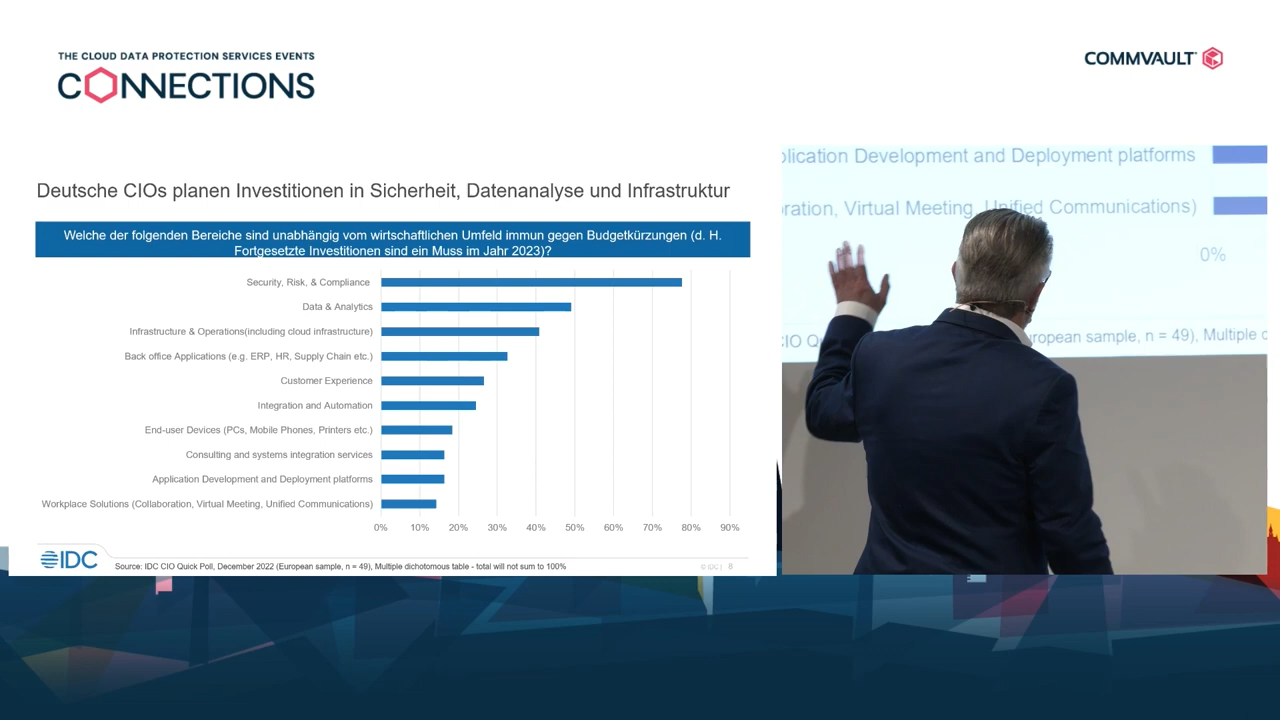 THE CLOUD DATA PROTECTION SERVICES EVENTS
CONNECTIONS
COMMVAULT
Deutsche CIOs planen Investitionen in Sicherheit, Datenanalyse und Infrastruktur
Welche der folgenden Bereiche sind unabhängig vom wirtschaftlichen Umfeld immun gegen Budgetkürzungen (d. H.
Fortgesetzte Investitionen sind ein Muss im Jahr 2023)?
Security, Risk, & Compliance
Data & Analytics
Infrastructure & Operations(including cloud infrastructure)
Back office Applications (e.g. ERP, HR, Supply Chain etc.)
Customer Experience
Integration and Automation
End-user Devices (PCs, Mobile Phones, Printers etc.)
Consulting and systems integration services
Application Development and Deployment platforms
Workplace Solutions (Collaboration, Virtual Meeting, Unified Communications)
0% 10% 20% 30% 40% 50% 60% 70% 80% 90%
IDC
Source: IDC CIO Quick Poll, December 2022 (European sample, n = 49), Multiple dichotomous table - total will not sum to 100%
© IDC | 8
plication Development and Deployment platforms
oration, Virtual Meeting, Unified Communications)
0%
CIO Qu
uropean sample, n = 49), Multiple d